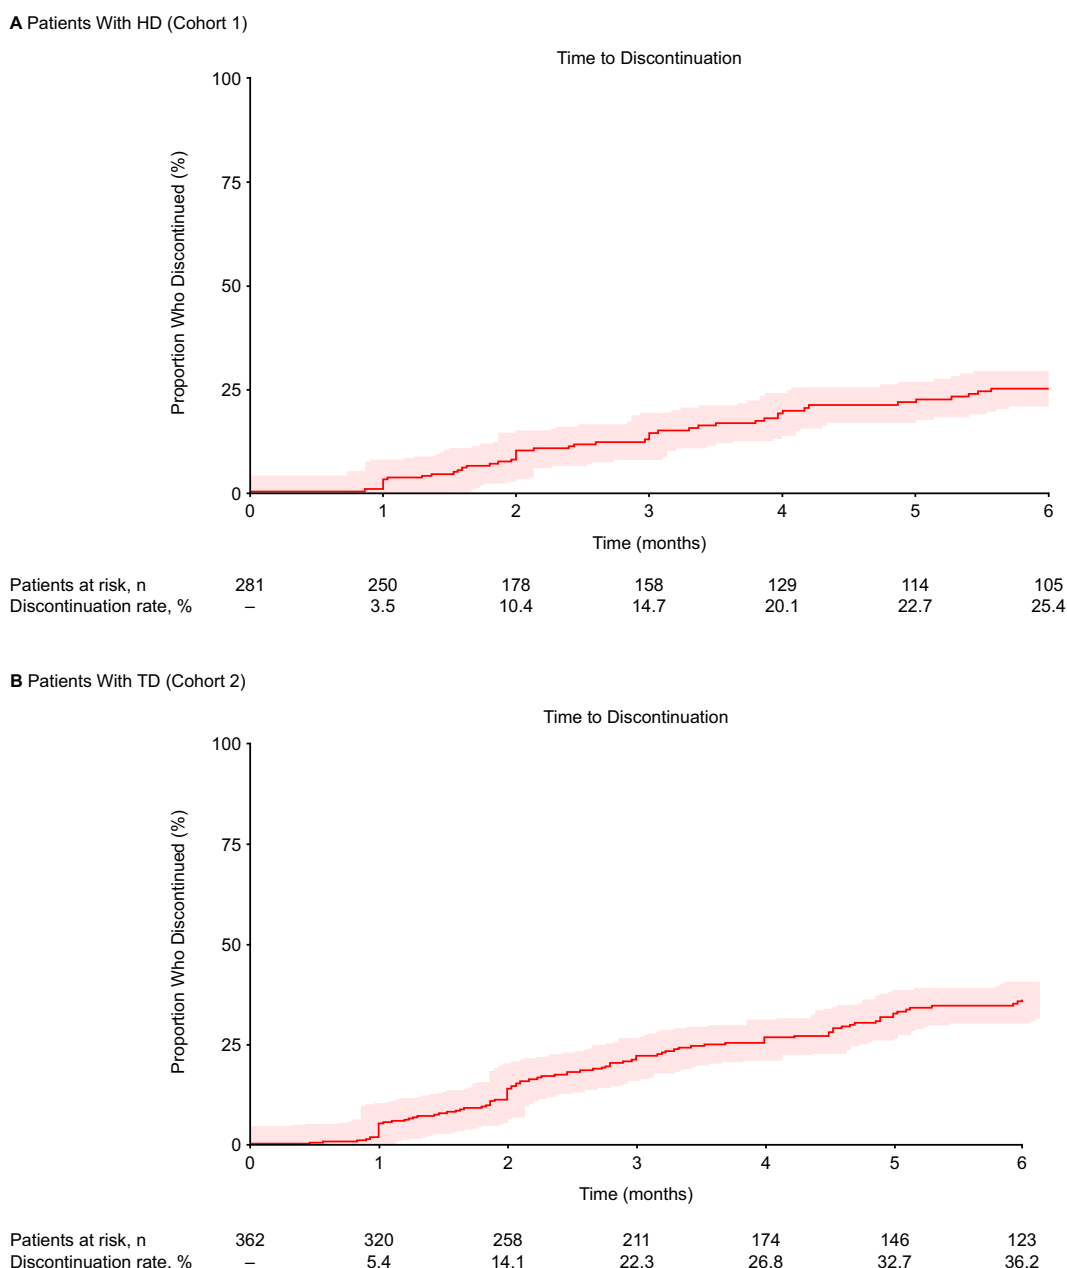 A Patients With HD (Cohort 1)
Time to Discontinuation
Proportion Who Discontinued (%)
100
75
50
25
0
0 1 2 3 4 5 6
Time (months)
Patients at risk, n 281 250 178 158 129 114 105
Discontinuation rate, % – 3.5 10.4 14.7 20.1 22.7 25.4
B Patients With TD (Cohort 2)
Time to Discontinuation
Proportion Who Discontinued (%)
100
75
50
25
0
0 1 2 3 4 5 6
Time (months)
Patients at risk, n 362 320 258 211 174 146 123
Discontinuation rate, % – 5.4 14.1 22.3 26.8 32.7 36.2